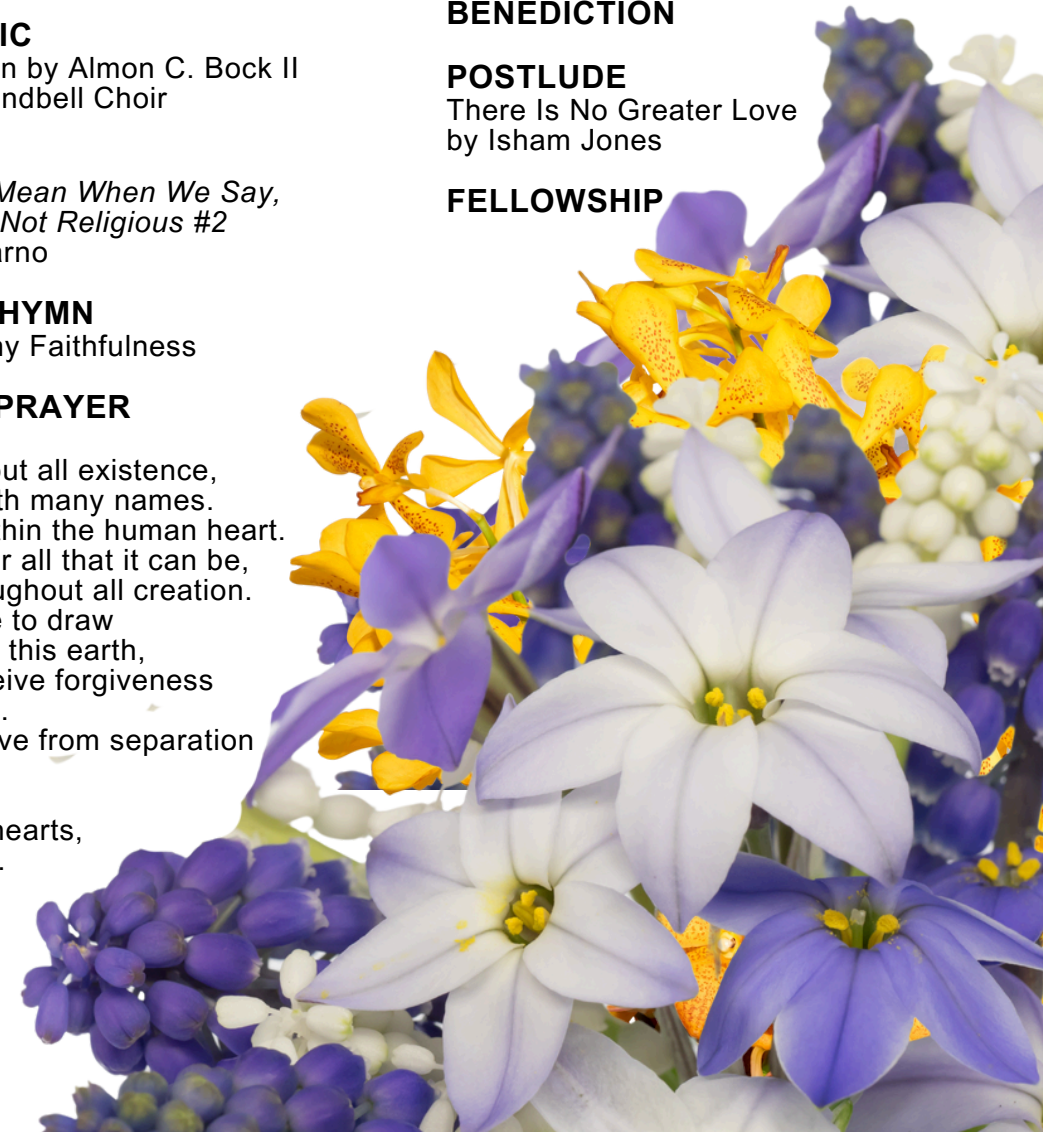 IC
n by Almon C. Bock II
ndbell Choir
Mean When We Say,
Not Religious #2
arno
HYMN
ny Faithfulness
PRAYER
out all existence,
th many names.
thin the human heart.
r all that it can be,
ughout all creation.
e to draw
this earth,
eive forgiveness
.
ve from separation
hearts,
.
BENEDICTION
POSTLUDE
There Is No Greater Love
by Isham Jones
FELLOWSHIP